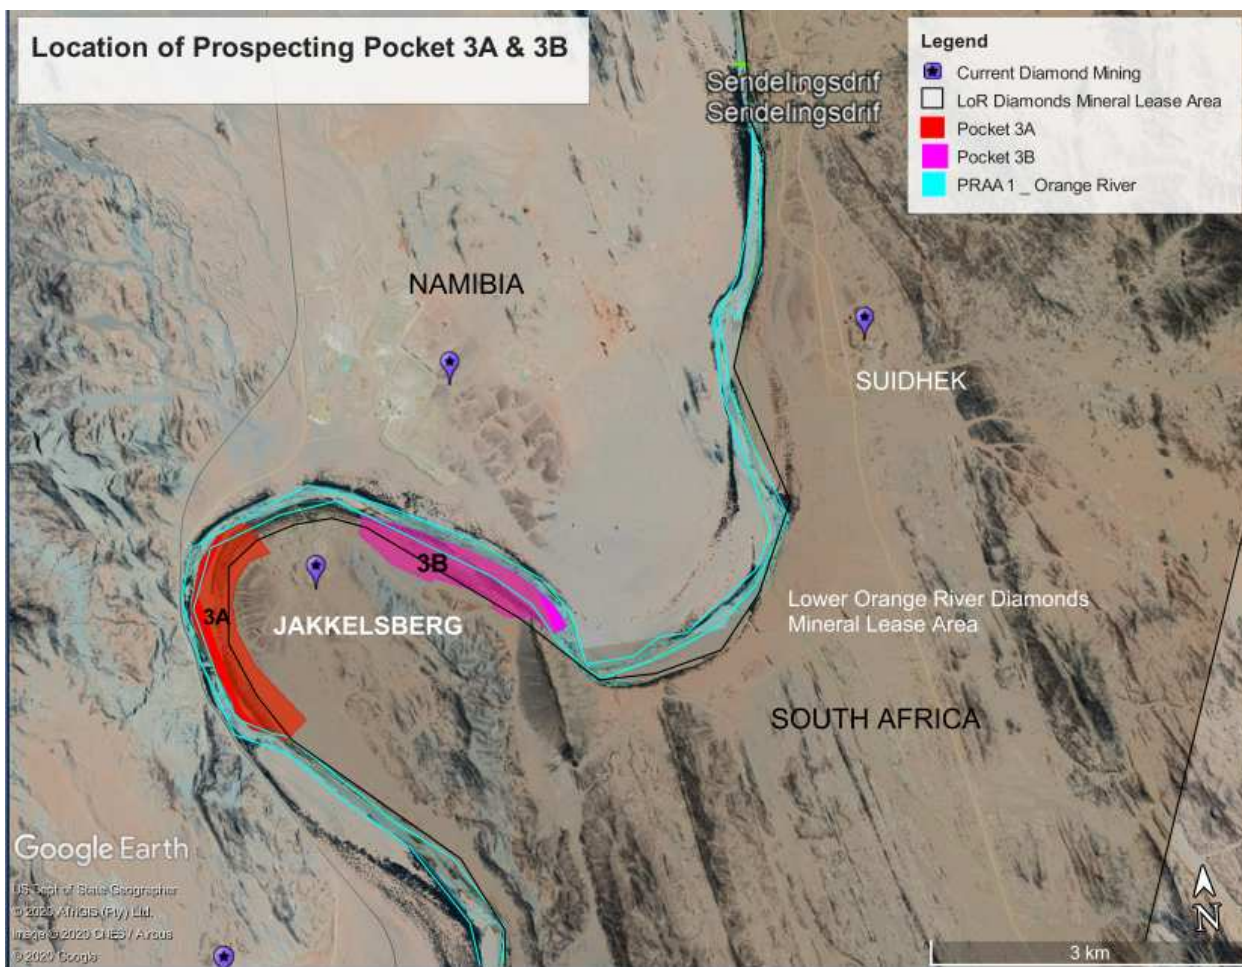 Location of Prospecting Pocket 3A & 3B
Legend
Current Diamond Mining
LoR Diamonds Mineral Lease Area
Pocket 3A
Pocket 3B
PRAA 1 _ Orange River
Sendelingsdrif
Sendelingsdrif
NAMIBIA
SUIDHEK
3B
3A
JAKKELSBERG
Lower Orange River Diamonds
Mineral Lease Area
SOUTH AFRICA
Google Earth
US Dept of State Geographer
© 2020 AfriGIS (Pty) Ltd.
Image © 2020 CNES / Airbus
© 2020 Google
N
3 km